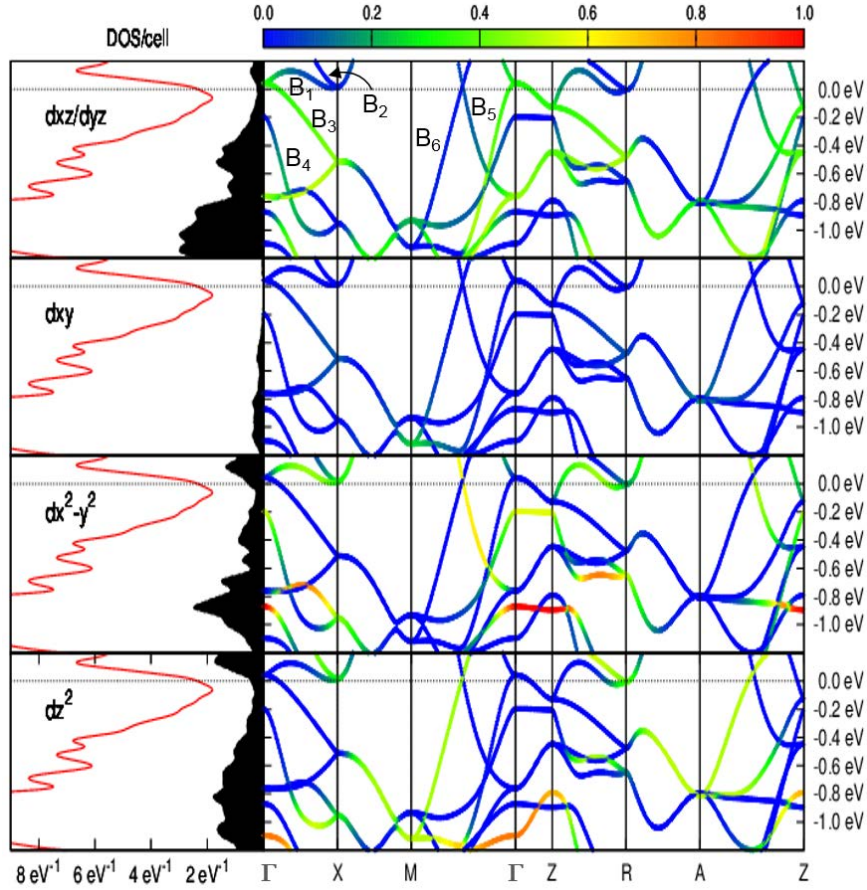 DOS/cell
0.0 0.2 0.4 0.6 0.8 1.0
dxz/dyz
B₁
B₂
B₃
B₄
B₅
B₆
0.0 eV
-0.2 eV
-0.4 eV
-0.6 eV
-0.8 eV
-1.0 eV
dxy
0.0 eV
-0.2 eV
-0.4 eV
-0.6 eV
-0.8 eV
-1.0 eV
dx²-y²
0.0 eV
-0.2 eV
-0.4 eV
-0.6 eV
-0.8 eV
-1.0 eV
dz²
0.0 eV
-0.2 eV
-0.4 eV
-0.6 eV
-0.8 eV
-1.0 eV
8 eV⁻¹ 6 eV⁻¹ 4 eV⁻¹ 2 eV⁻¹ Γ X M Γ Z R A Z